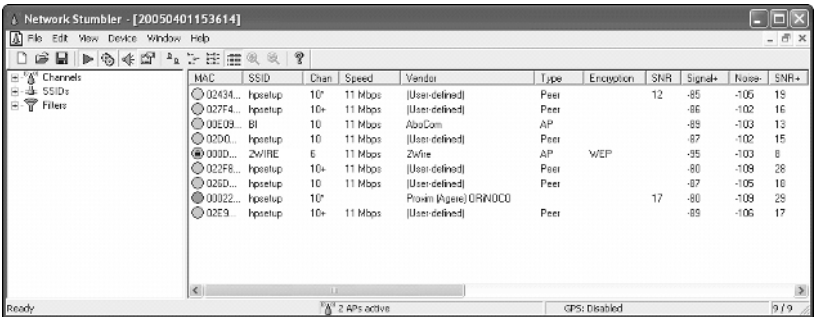 Network Stumbler - [20050401153614]
File Edit View Device Window Help
Channels
SSIDs
Filters
MAC SSID Chan Speed Vendor Type Encryption SNR Signal+ Noise- SNR+
02434... hpsetup 10* 11 Mbps (User-defined) Peer 12 -85 -105 19
027F4... hpsetup 10+ 11 Mbps (User-defined) Peer -86 -102 16
00E09... BI 10 11 Mbps AboCom AP -89 -103 13
02D0... hpsetup 10 11 Mbps (User-defined) Peer -87 -102 15
000D... 2WIRE 6 11 Mbps 2Wire AP WEP -95 -103 8
022F8... hpsetup 10+ 11 Mbps (User-defined) Peer -80 -109 28
026D... hpsetup 10 11 Mbps (User-defined) Peer -87 -105 18
00022... hpsetup 10* Proxim (Agere) ORiNOCO 17 -80 -109 29
02E9... hpsetup 10+ 11 Mbps (User-defined) Peer -89 -106 17
Ready 2 APs active GPS: Disabled 9 / 9